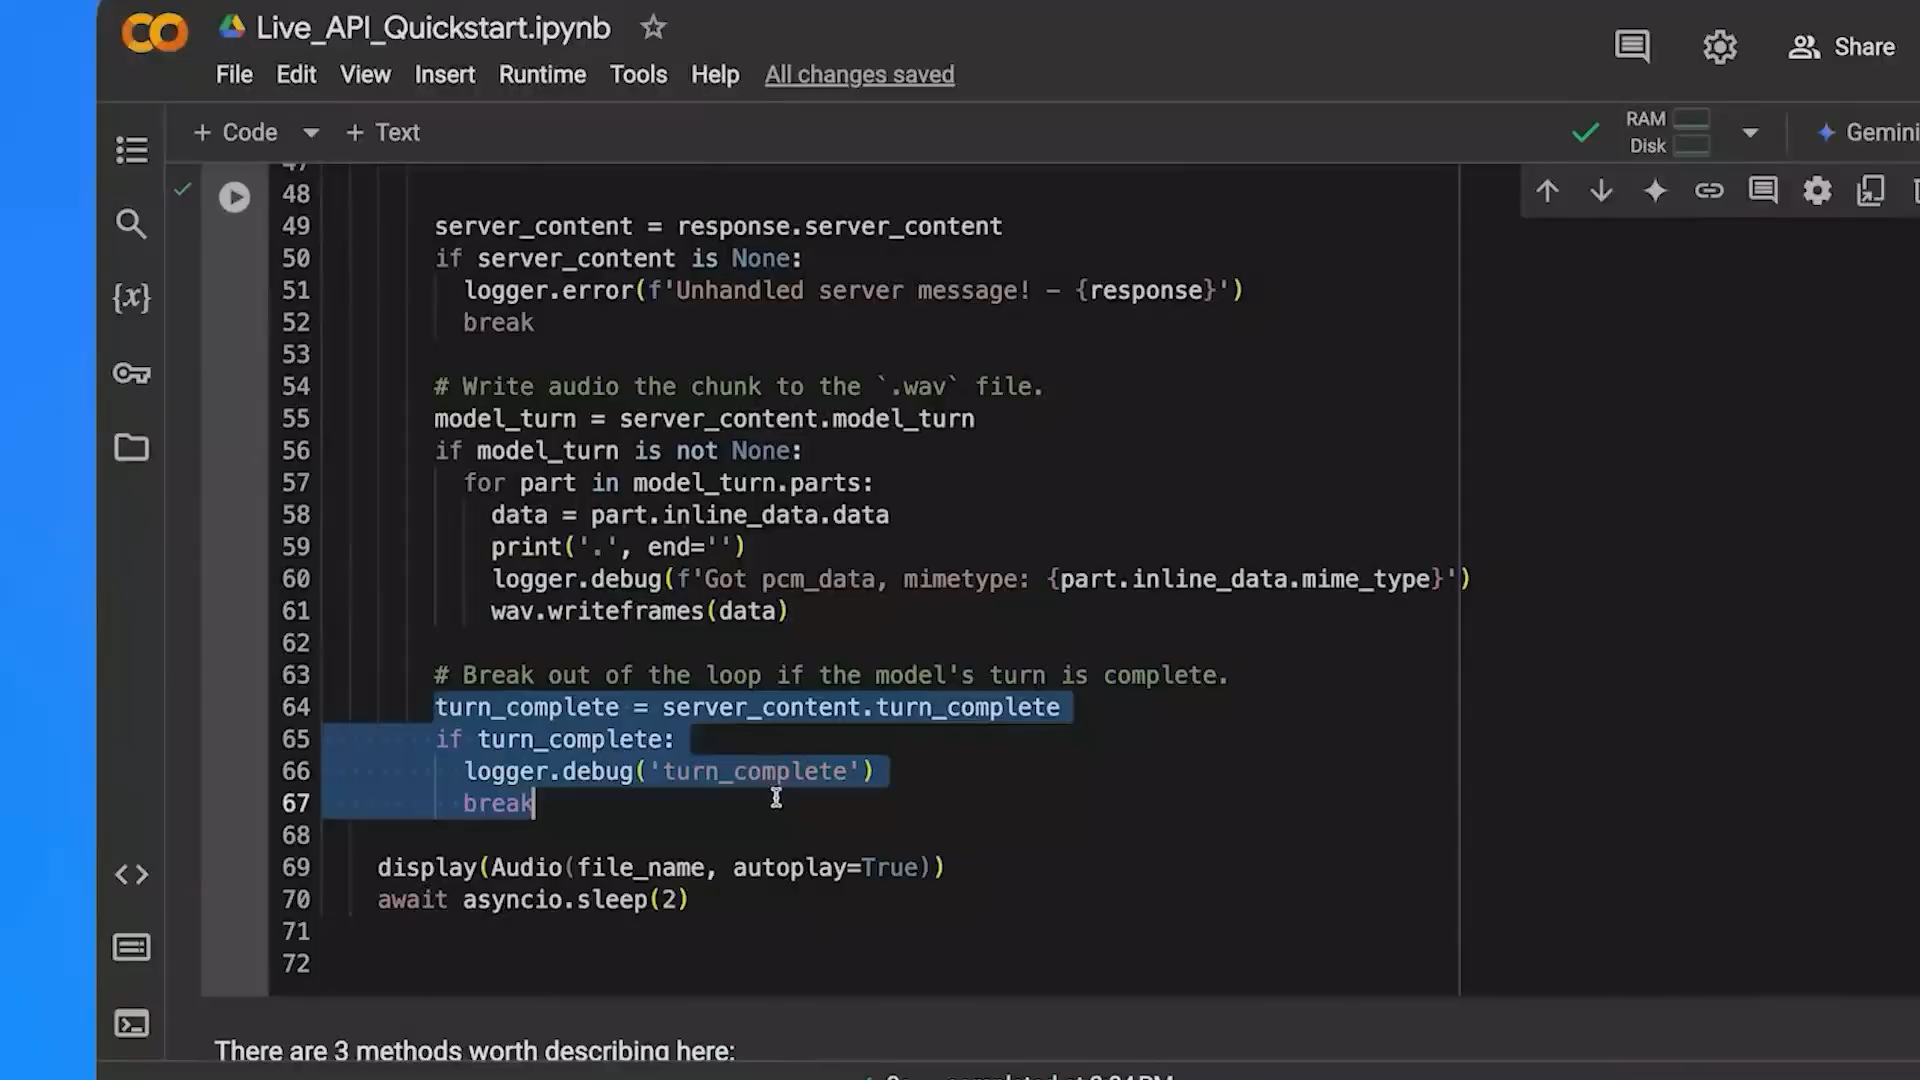 Live_API_Quickstart.ipynb
File Edit View Insert Runtime Tools Help All changes saved
Share
+ Code + Text
RAM
Disk
Gemini
48
49 server_content = response.server_content
50 if server_content is None:
51 logger.error(f'Unhandled server message! - {response}')
52 break
53
54 # Write audio the chunk to the `.wav` file.
55 model_turn = server_content.model_turn
56 if model_turn is not None:
57 for part in model_turn.parts:
58 data = part.inline_data.data
59 print('.', end='')
60 logger.debug(f'Got pcm_data, mimetype: {part.inline_data.mime_type}')
61 wav.writeframes(data)
62
63 # Break out of the loop if the model's turn is complete.
64 turn_complete = server_content.turn_complete
65 if turn_complete:
66 logger.debug('turn_complete')
67 break
68
69 display(Audio(file_name, autoplay=True))
70 await asyncio.sleep(2)
71
72
There are 3 methods worth describing here: